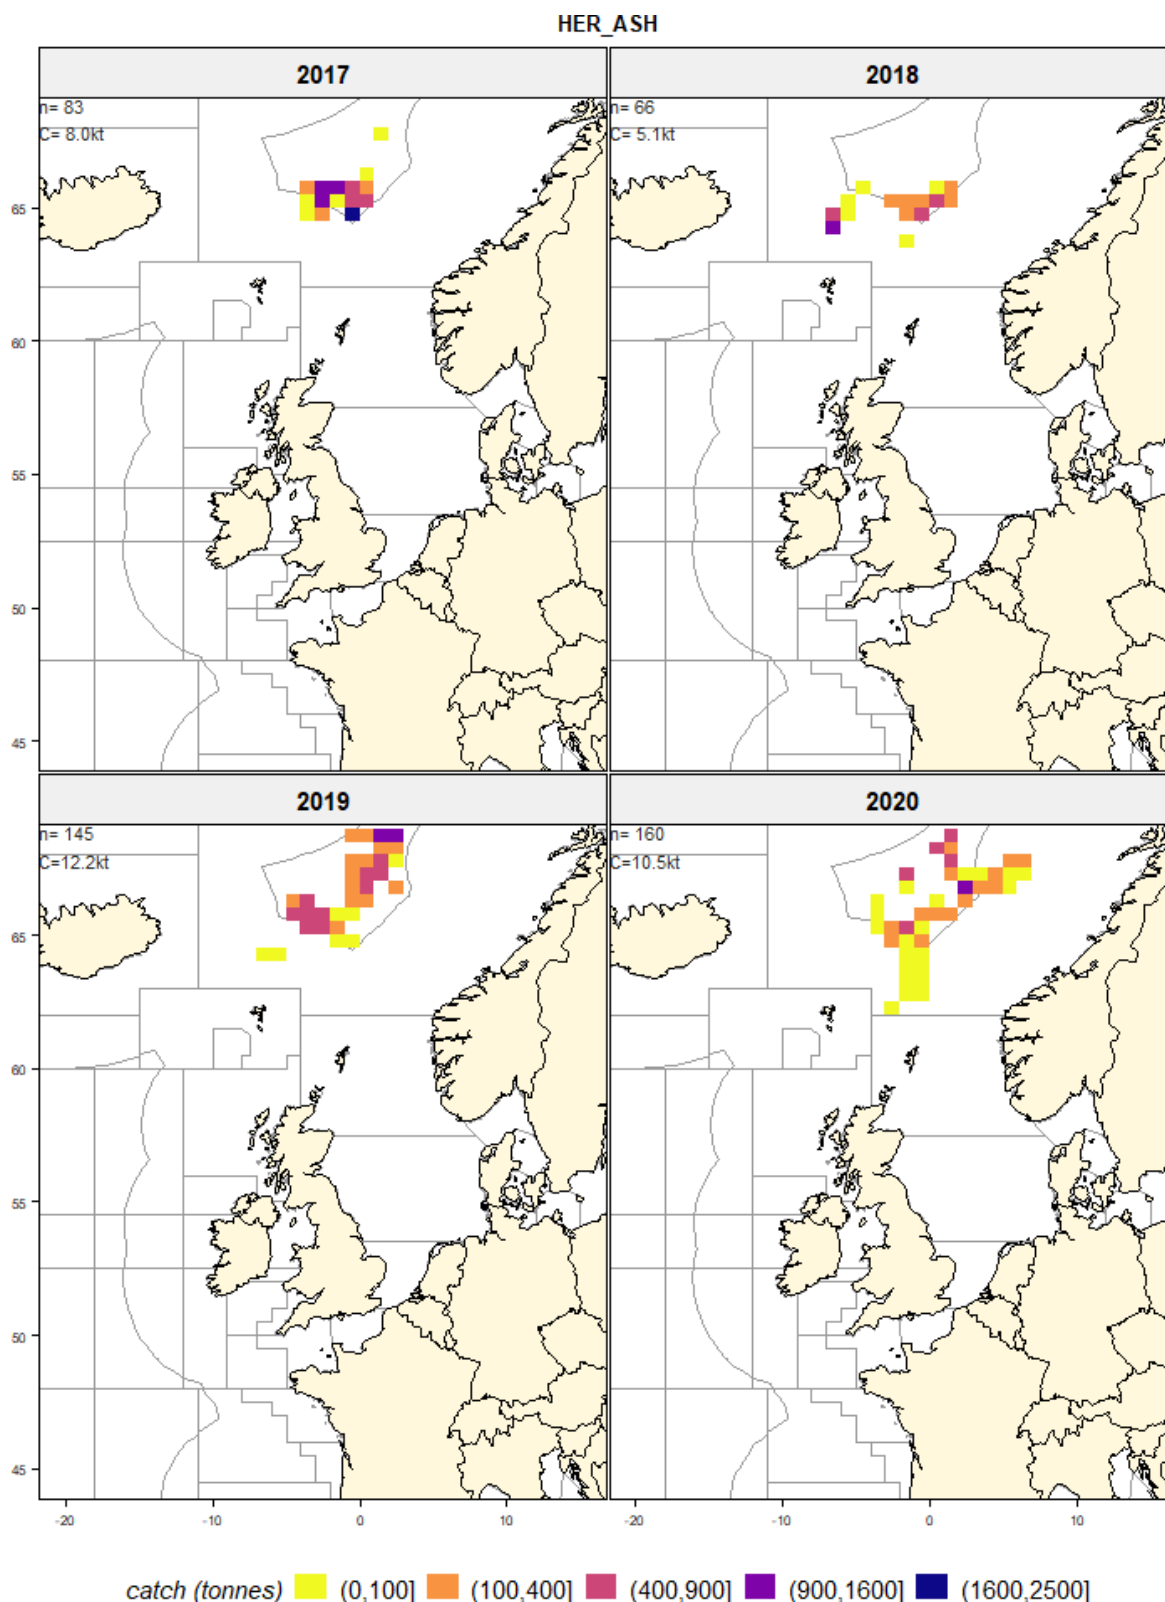 HER_ASH
2017
2018
n= 83
C= 8.0kt
n= 66
C= 5.1kt
65
60
55
50
45
2019
2020
n= 145
C=12.2kt
n= 160
C=10.5kt
65
60
55
50
45
-20
-10
0
10
-20
-10
0
10
catch (tonnes) (0,100] (100,400] (400,900] (900,1600] (1600,2500]